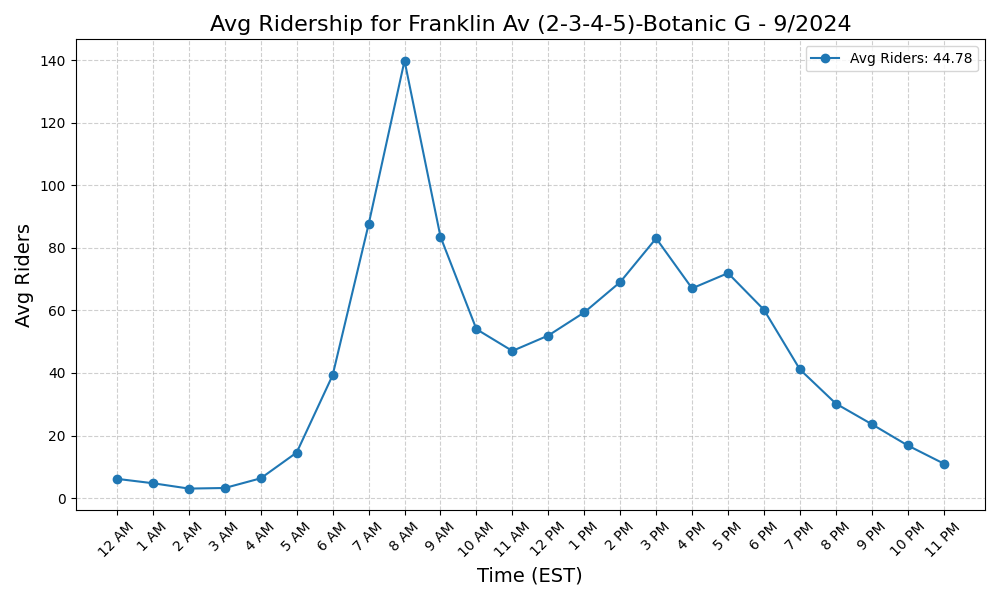 Avg Ridership for Franklin Av (2-3-4-5)-Botanic G - 9/2024
Avg Riders: 44.78
Avg Riders
140
120
100
80
60
40
20
0
12 AM
1 AM
2 AM
3 AM
4 AM
5 AM
6 AM
7 AM
8 AM
9 AM
10 AM
11 AM
12 PM
1 PM
2 PM
3 PM
4 PM
5 PM
6 PM
7 PM
8 PM
9 PM
10 PM
11 PM
Time (EST)